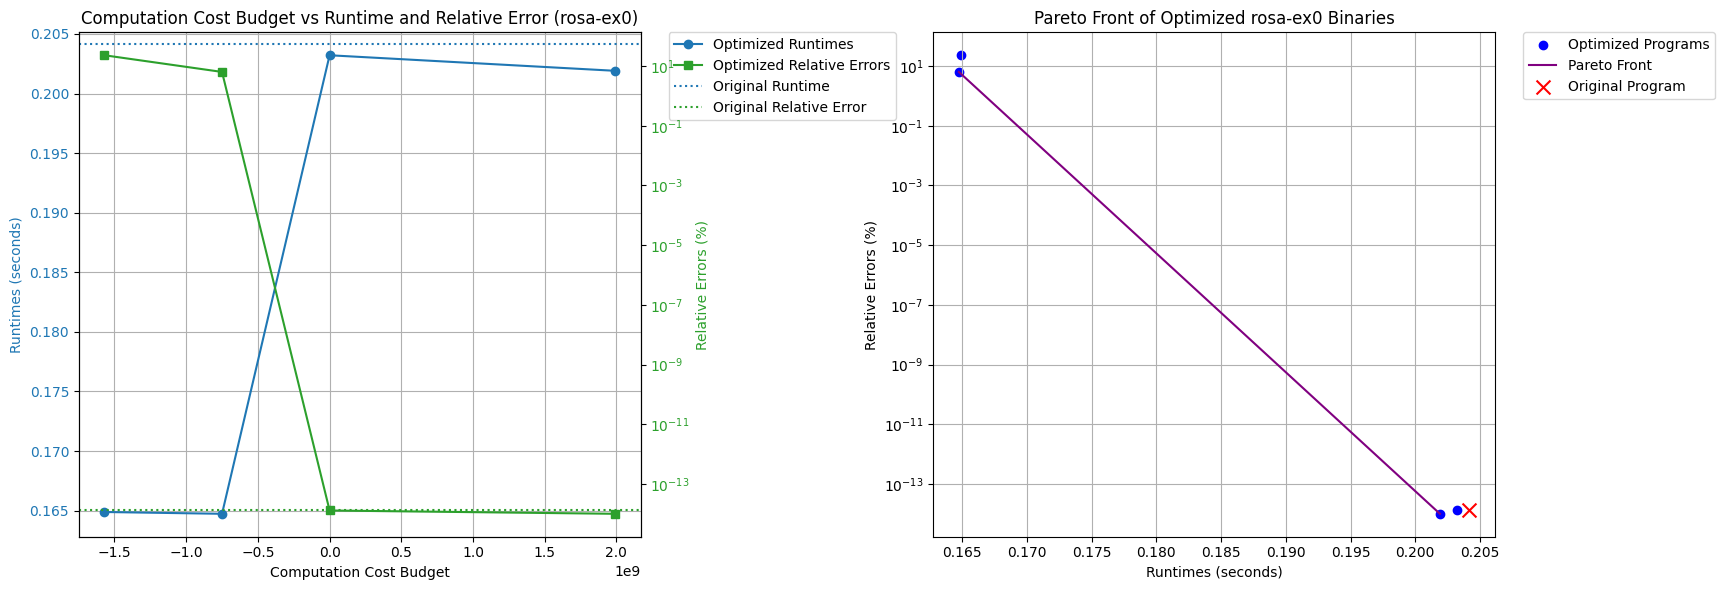 Computation Cost Budget vs Runtime and Relative Error (rosa-ex0)
0.205
0.200
0.195
0.190
0.185
0.180
0.175
0.170
0.165
Runtimes (seconds)
−1.5
−1.0
−0.5
0.0
0.5
1.0
1.5
2.0
1e9
Computation Cost Budget
10¹
10⁻¹
10⁻³
10⁻⁵
10⁻⁷
10⁻⁹
10⁻¹¹
10⁻¹³
Relative Errors (%)
Optimized Runtimes
Optimized Relative Errors
Original Runtime
Original Relative Error
Pareto Front of Optimized rosa-ex0 Binaries
10¹
10⁻¹
10⁻³
10⁻⁵
10⁻⁷
10⁻⁹
10⁻¹¹
10⁻¹³
Relative Errors (%)
0.165
0.170
0.175
0.180
0.185
0.190
0.195
0.200
0.205
Runtimes (seconds)
Optimized Programs
Pareto Front
Original Program